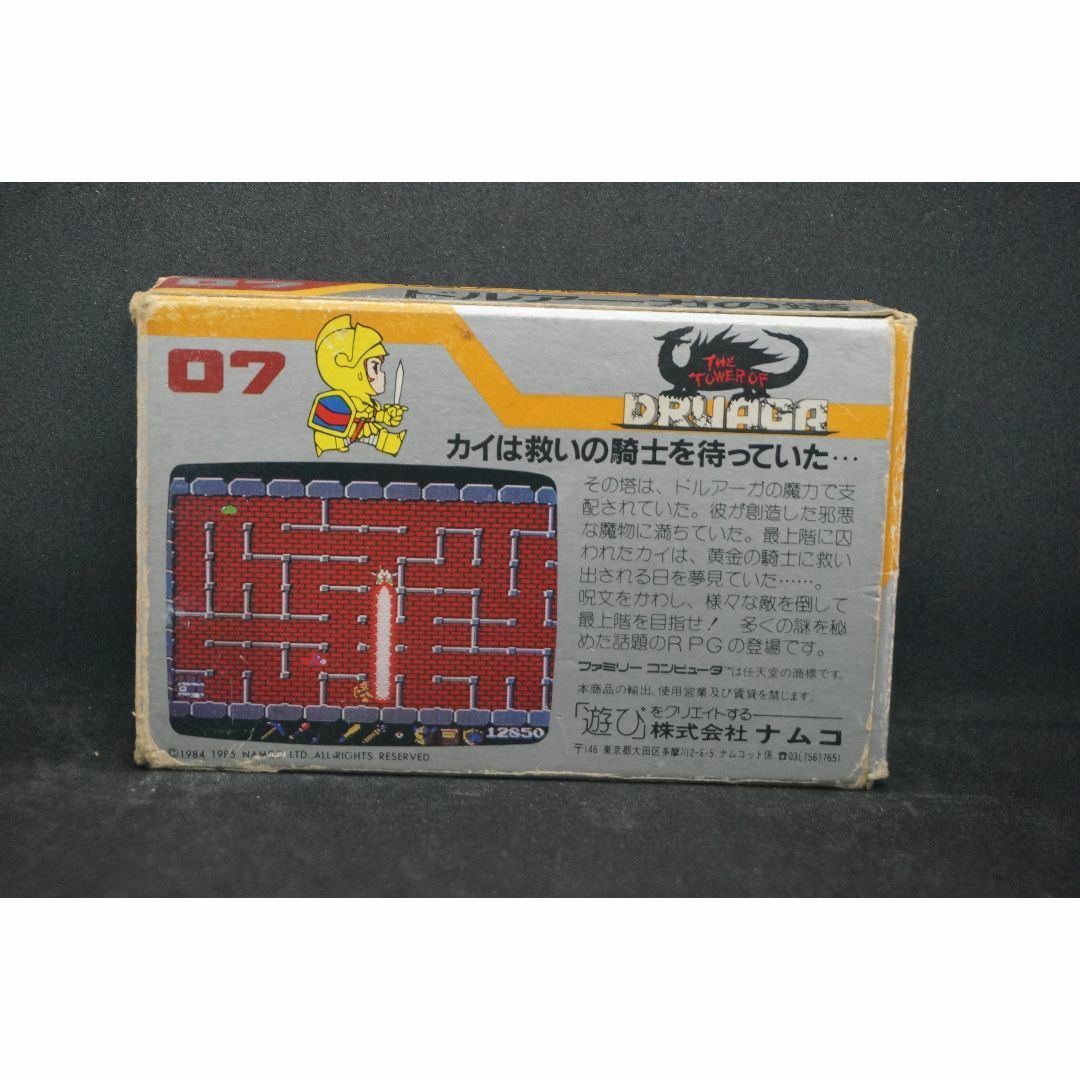 07
ドルアーガの塔
07
THE
TOWER OF
DRUAGA
カイは救いの騎士を待っていた…
その塔は、ドルアーガの魔力で支
配されていた。彼が創造した邪悪
な魔物に満ちていた。最上階に囚
われたカイは、黄金の騎士に救い
出される日を夢見ていた……。
呪文をかわし、様々な敵を倒して
最上階を目指せ! 多くの謎を秘
めた話題のRPGの登場です。
ファミリー コンピュータ™は任天堂の商標です。
本商品の輸出、使用営業及び賃貸を禁じます。
「遊び」をクリエイトする
株式会社 ナムコ
〒146 東京都大田区多摩川2-8-5 ナムコット係 ☎03(756)7651
12850
©1984 1985 NAMCO LTD. ALL RIGHTS RESERVED